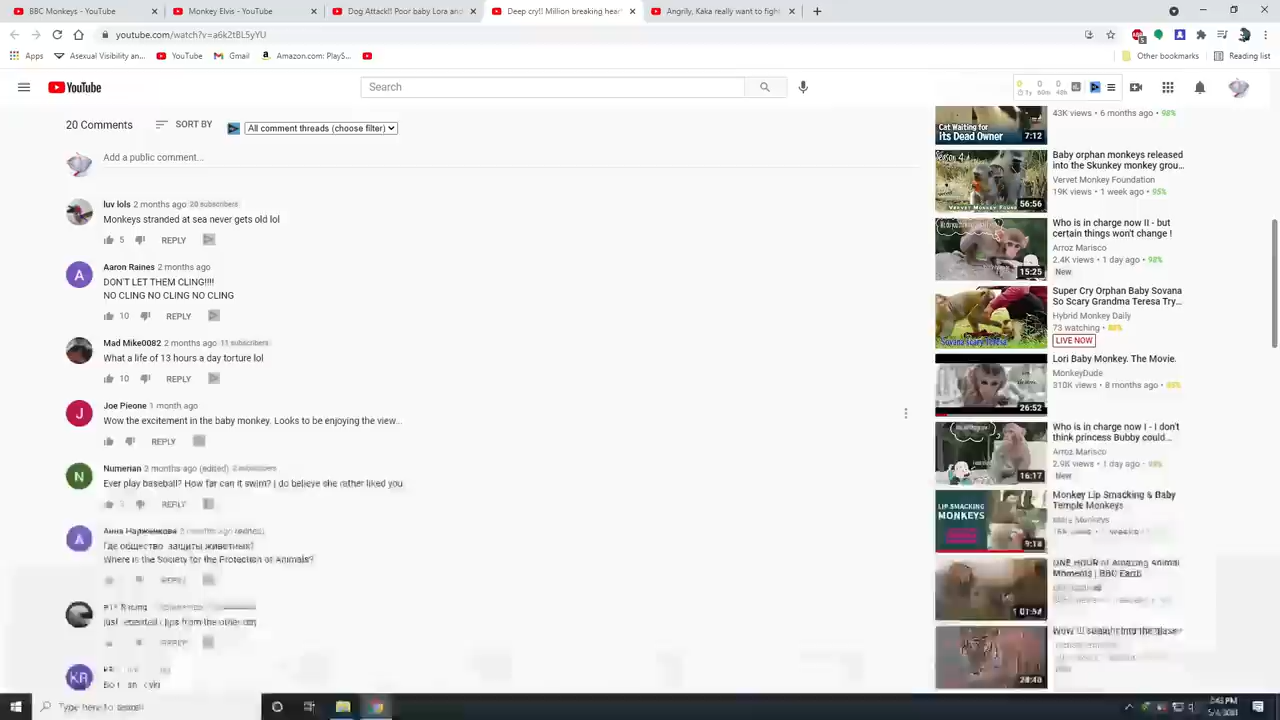 BBC Monkeys - YouTube
Monkey Elvis - YouTube
Dog Attack!! Poor baby Lora an
Deep cry!! Million breaking hear
Angrily, Kaka really want to figh
youtube.com/watch?v=a6k2tBL5yYU
Apps
Asexual Visibility an...
YouTube
Gmail
Amazon.com: PlayS...
Other bookmarks
Reading list
YouTube
Search
20 Comments
SORT BY
All comment threads (choose filter)
Add a public comment...
luv lols 2 months ago 20 subscribers
Monkeys stranded at sea never gets old lol
5 REPLY
Aaron Raines 2 months ago
DON'T LET THEM CLING!!!!
NO CLING NO CLING NO CLING
10 REPLY
Mad Mike0082 2 months ago 11 subscribers
What a life of 13 hours a day torture lol
10 REPLY
Joe Pieone 1 month ago
Wow the excitement in the baby monkey. Looks to be enjoying the view...
REPLY
Numerian 2 months ago (edited)
Ever play baseball? How far can it swim? I do believe she rather liked you
REPLY
Где общество защиты животных?
Where is the Society for the Protection of Animals?
REPLY
43K views • 6 months ago • 98%
Cat Waiting for
its Dead Owner
7:12
Baby orphan monkeys released
into the Skunkey monkey grou...
Vervet Monkey Foundation
19K views • 1 week ago • 95%
Season 4
56:56
Who is in charge now II - but
certain things won't change !
Arroz Marisco
2.4K views • 1 day ago • 98%
New
15:25
Super Cry Orphan Baby Sovana
So Scary Grandma Teresa Try...
Hybrid Monkey Daily
73 watching • 80%
LIVE NOW
Lori Baby Monkey. The Movie.
MonkeyDude
310K views • 8 months ago
26:52
Who is in charge now I - I don't
think princess Bubby could...
Arroz Marisco
2.9K views • 1 day ago
New
16:17
Monkey Lip Smacking & Baby
Temple Monkeys
LIP SMACKING
MONKEYS
ONE HOUR of Amazing Animal
Moments | BBC Earth